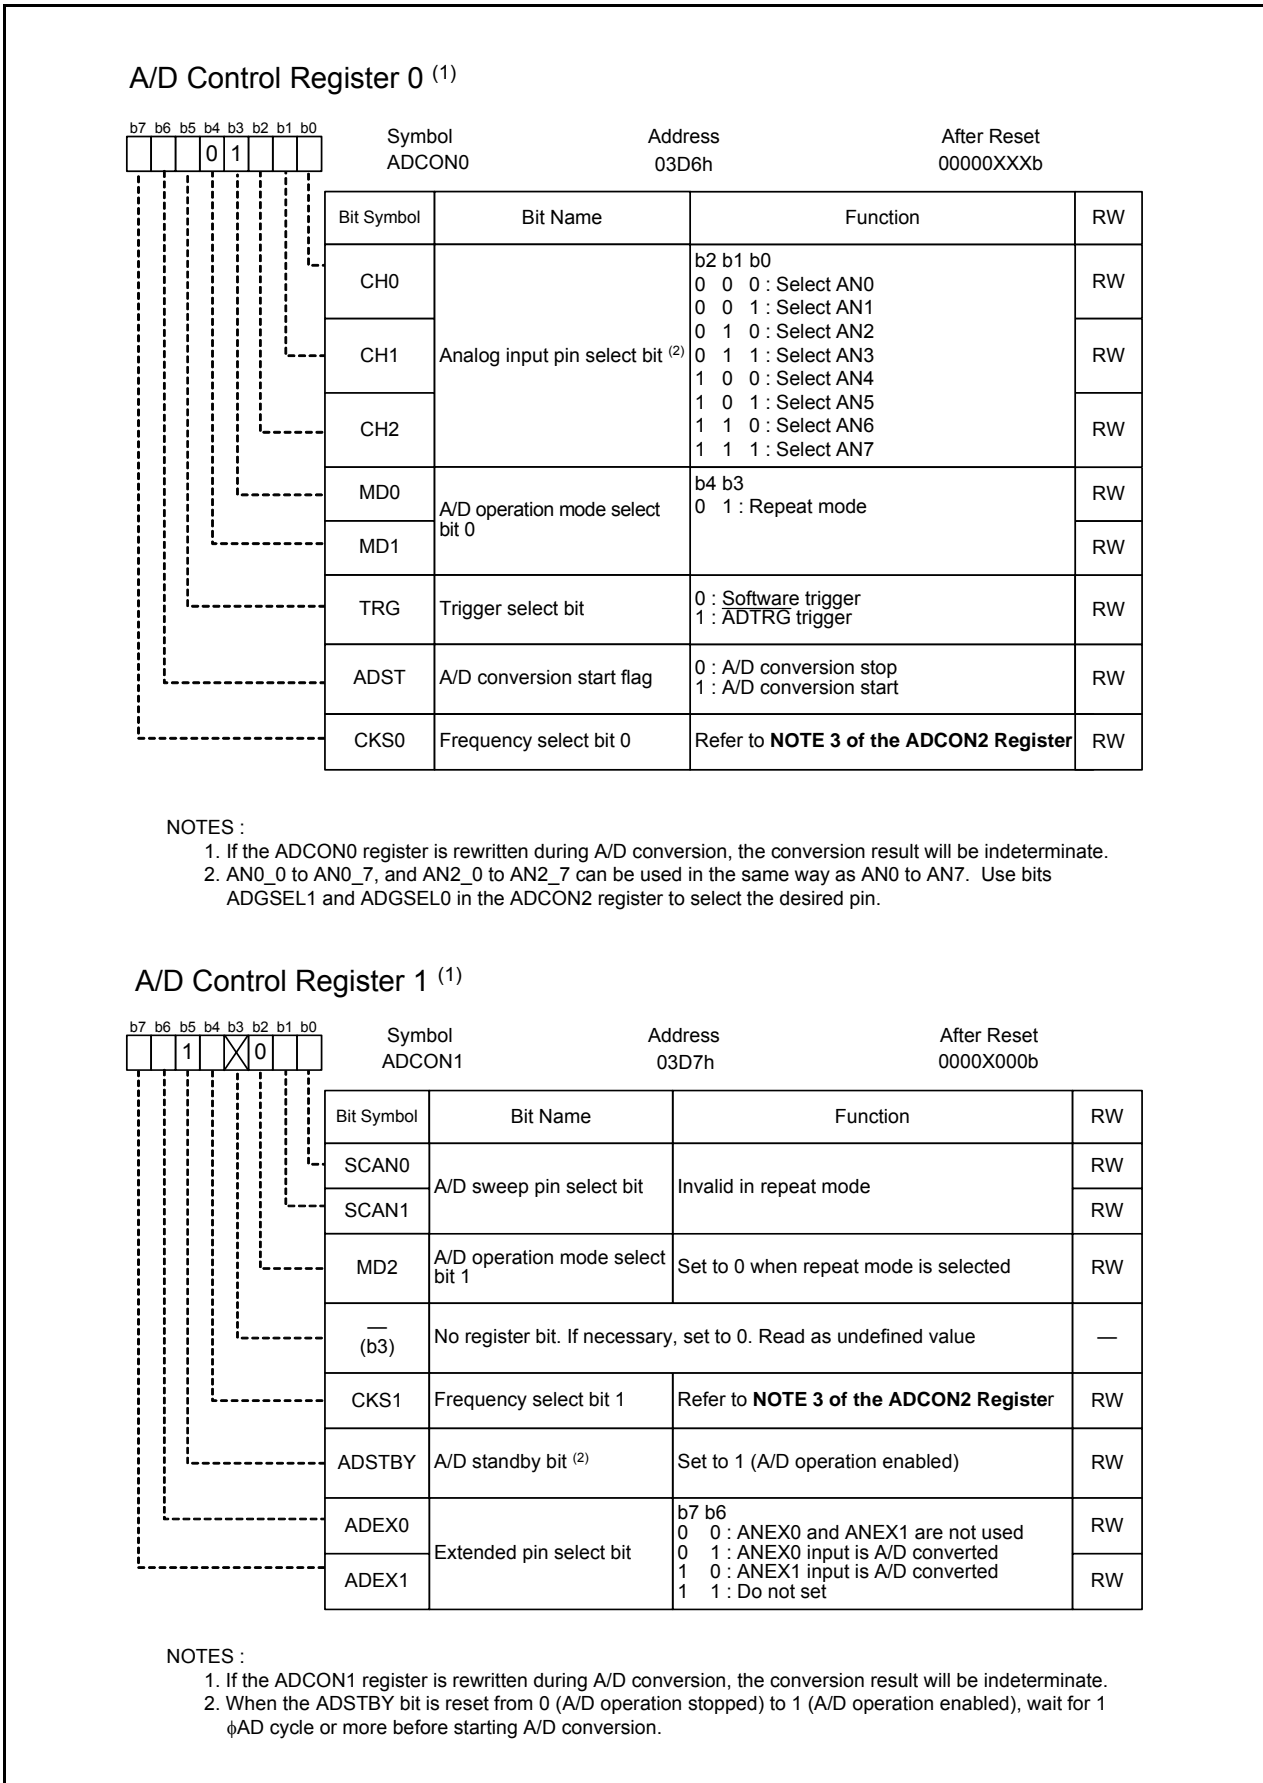 A/D Control Register 0 (1)
b7 b6 b5 b4 b3 b2 b1 b0
0 1
Symbol Address After Reset
ADCON0 03D6h 00000XXXb
Bit Symbol Bit Name Function RW
CH0 RW
CH1 Analog input pin select bit (2) RW
CH2 RW
b2 b1 b0
0 0 0 : Select AN0
0 0 1 : Select AN1
0 1 0 : Select AN2
0 1 1 : Select AN3
1 0 0 : Select AN4
1 0 1 : Select AN5
1 1 0 : Select AN6
1 1 1 : Select AN7
MD0 RW
MD1 RW
A/D operation mode select
bit 0
b4 b3
0 1 : Repeat mode
TRG Trigger select bit RW
0 : Software trigger
1 : ADTRG trigger
ADST A/D conversion start flag RW
0 : A/D conversion stop
1 : A/D conversion start
CKS0 Frequency select bit 0 Refer to NOTE 3 of the ADCON2 Register RW
NOTES :
1. If the ADCON0 register is rewritten during A/D conversion, the conversion result will be indeterminate.
2. AN0_0 to AN0_7, and AN2_0 to AN2_7 can be used in the same way as AN0 to AN7. Use bits
ADGSEL1 and ADGSEL0 in the ADCON2 register to select the desired pin.
A/D Control Register 1 (1)
b7 b6 b5 b4 b3 b2 b1 b0
1 0
Symbol Address After Reset
ADCON1 03D7h 0000X000b
Bit Symbol Bit Name Function RW
SCAN0 RW
A/D sweep pin select bit Invalid in repeat mode
SCAN1 RW
MD2 RW
A/D operation mode select
bit 1
Set to 0 when repeat mode is selected
—
(b3)
No register bit. If necessary, set to 0. Read as undefined value —
CKS1 Frequency select bit 1 Refer to NOTE 3 of the ADCON2 Register RW
ADSTBY A/D standby bit (2) Set to 1 (A/D operation enabled) RW
ADEX0 RW
Extended pin select bit
ADEX1 RW
b7 b6
0 0 : ANEX0 and ANEX1 are not used
0 1 : ANEX0 input is A/D converted
1 0 : ANEX1 input is A/D converted
1 1 : Do not set
NOTES :
1. If the ADCON1 register is rewritten during A/D conversion, the conversion result will be indeterminate.
2. When the ADSTBY bit is reset from 0 (A/D operation stopped) to 1 (A/D operation enabled), wait for 1
ϕAD cycle or more before starting A/D conversion.